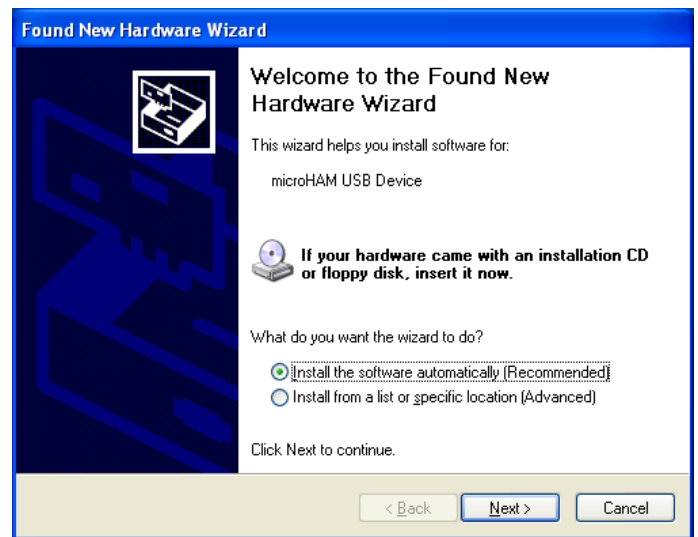 Found New Hardware Wizard
Welcome to the Found New
Hardware Wizard
This wizard helps you install software for:
microHAM USB Device
If your hardware came with an installation CD
or floppy disk, insert it now.
What do you want the wizard to do?
Install the software automatically (Recommended)
Install from a list or specific location (Advanced)
Click Next to continue.
< Back
Next >
Cancel